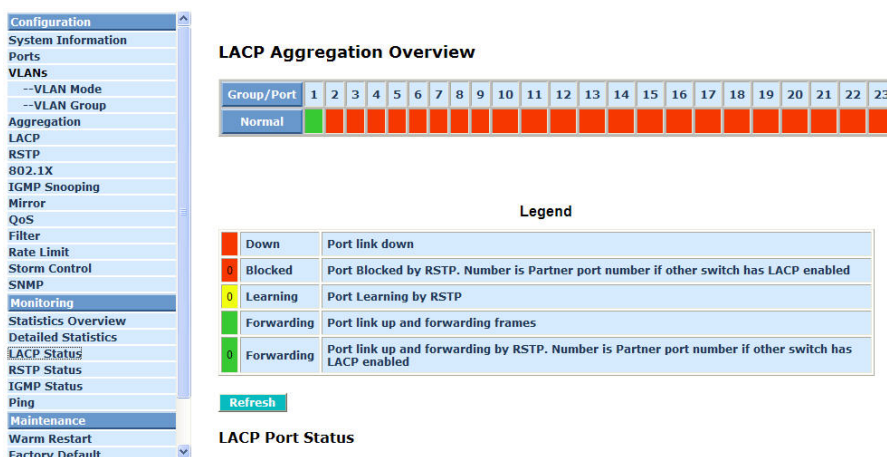 Configuration
System Information
Ports
VLANs
--VLAN Mode
--VLAN Group
Aggregation
LACP
RSTP
802.1X
IGMP Snooping
Mirror
QoS
Filter
Rate Limit
Storm Control
SNMP
Monitoring
Statistics Overview
Detailed Statistics
LACP Status
RSTP Status
IGMP Status
Ping
Maintenance
Warm Restart
Factory Default
LACP Aggregation Overview
Group/Port 1 2 3 4 5 6 7 8 9 10 11 12 13 14 15 16 17 18 19 20 21 22 23
Normal
Legend
Down Port link down
0 Blocked Port Blocked by RSTP. Number is Partner port number if other switch has LACP enabled
0 Learning Port Learning by RSTP
Forwarding Port link up and forwarding frames
0 Forwarding Port link up and forwarding by RSTP. Number is Partner port number if other switch has
LACP enabled
Refresh
LACP Port Status